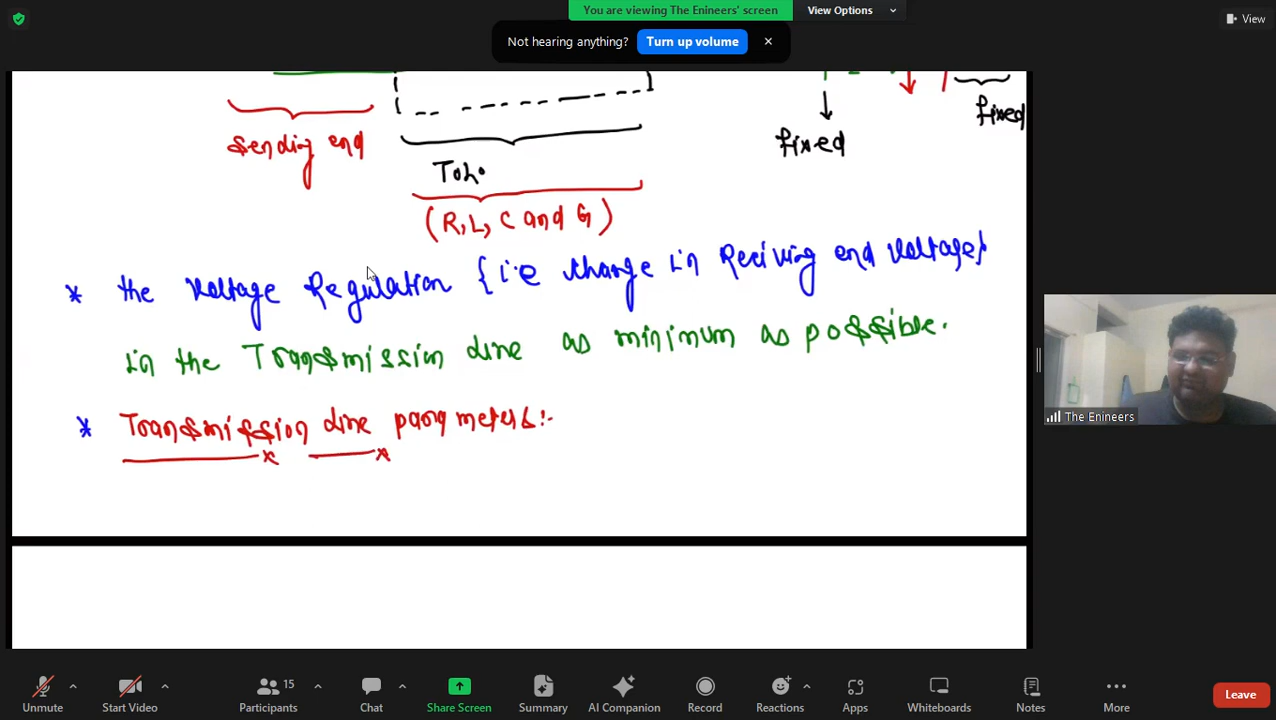 You are viewing The Enineers' screen
View Options
View
Not hearing anything?
Turn up volume
fixed
fixed
Sending end
(R, L, C and G)
* the Voltage Regulation {i.e change in Reciving end Voltage}
in the Transmission Line as minimum as possible.
* Transmission Line parameters:-
The Enineers
Unmute
Start Video
Participants
15
Chat
Share Screen
Summary
AI Companion
Record
Reactions
Apps
Whiteboards
Notes
More
Leave